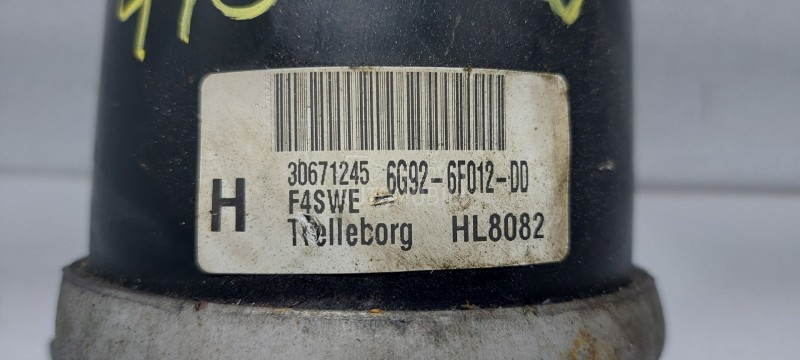 30671245 6G92-6F012-DD
F4SWE -
H Trelleborg HL8082